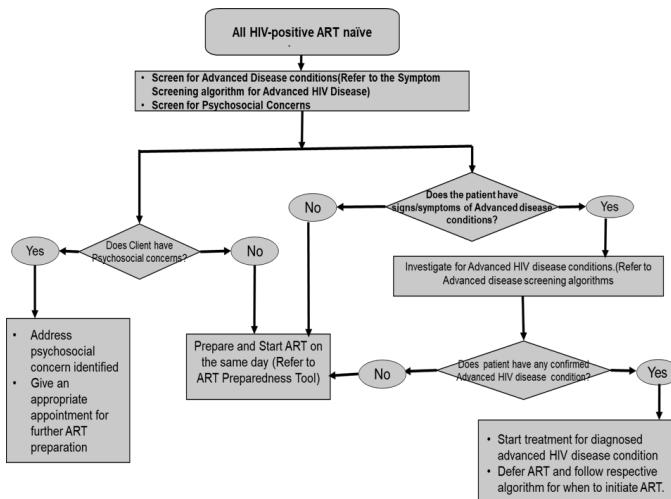 All HIV-positive ART naïve
.
• Screen for Advanced Disease conditions(Refer to the Symptom
Screening algorithm for Advanced HIV Disease)
• Screen for Psychosocial Concerns
Does the patient have
signs/symptoms of Advanced disease
conditions?
No
Yes
Does Client have
Psychosocial concerns?
Yes
No
Investigate for Advanced HIV disease conditions.(Refer to
Advanced disease screening algorithms
• Address
psychosocial
concern identified
• Give an
appropriate
appointment for
further ART
preparation
Prepare and Start ART on
the same day (Refer to
ART Preparedness Tool)
No
Does patient have any confirmed
Advanced HIV disease condition?
Yes
• Start treatment for diagnosed
advanced HIV disease condition
• Defer ART and follow respective
algorithm for when to initiate ART.